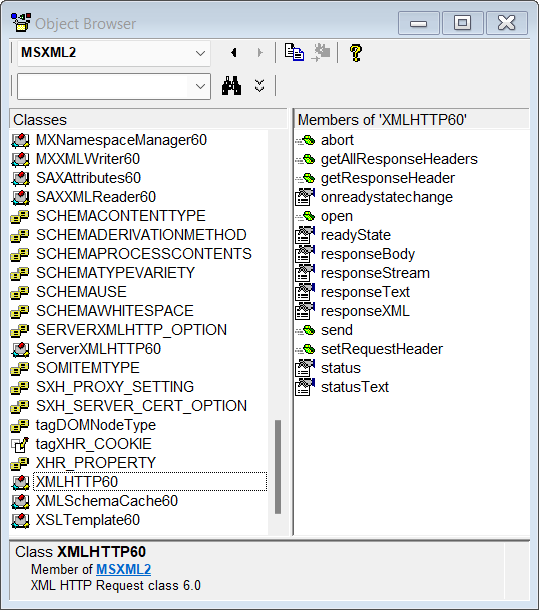 Object Browser
MSXML2
Classes
MXNamespaceManager60
MXXMLWriter60
SAXAttributes60
SAXXMLReader60
SCHEMACONTENTTYPE
SCHEMADERIVATIONMETHOD
SCHEMAPROCESSCONTENTS
SCHEMATYPEVARIETY
SCHEMAUSE
SCHEMAWHITESPACE
SERVERXMLHTTP_OPTION
ServerXMLHTTP60
SOMITEMTYPE
SXH_PROXY_SETTING
SXH_SERVER_CERT_OPTION
tagDOMNodeType
tagXHR_COOKIE
XHR_PROPERTY
XMLHTTP60
XMLSchemaCache60
XSLTemplate60
Members of 'XMLHTTP60'
abort
getAllResponseHeaders
getResponseHeader
onreadystatechange
open
readyState
responseBody
responseStream
responseText
responseXML
send
setRequestHeader
status
statusText
Class XMLHTTP60
Member of MSXML2
XML HTTP Request class 6.0